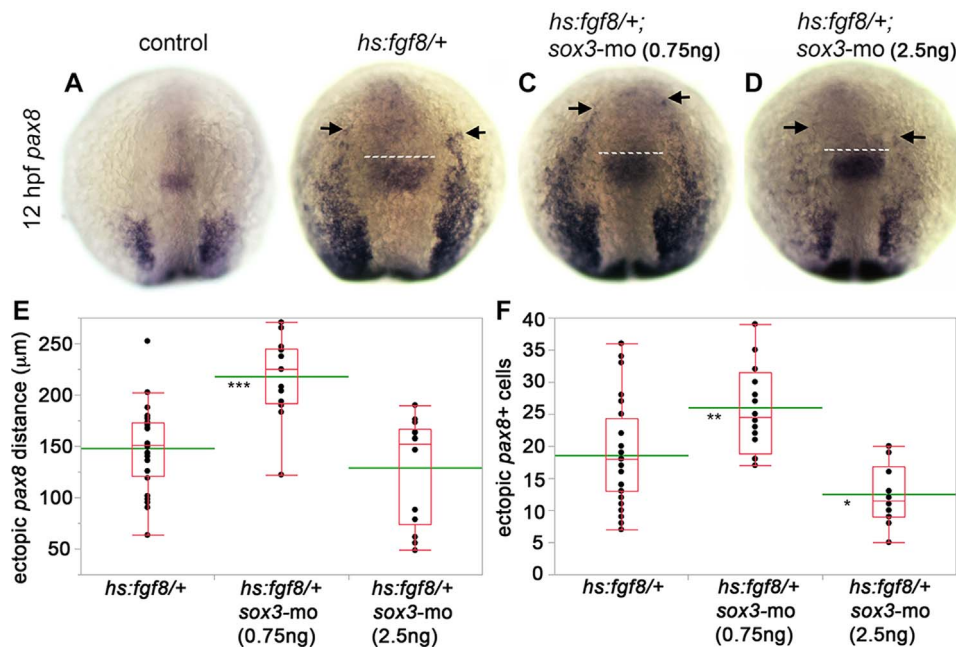 control
hs:fgf8/+
hs:fgf8/+;
sox3-mo (0.75ng)
hs:fgf8/+;
sox3-mo (2.5ng)
12 hpf pax8
A
C
D
E
ectopic pax8 distance (µm)
250
200
150
100
50
***
hs:fgf8/+
hs:fgf8/+
sox3-mo
(0.75ng)
hs:fgf8/+
sox3-mo
(2.5ng)
F
ectopic pax8+ cells
40
35
30
25
20
15
10
5
0
**
*
hs:fgf8/+
hs:fgf8/+
sox3-mo
(0.75ng)
hs:fgf8/+
sox3-mo
(2.5ng)